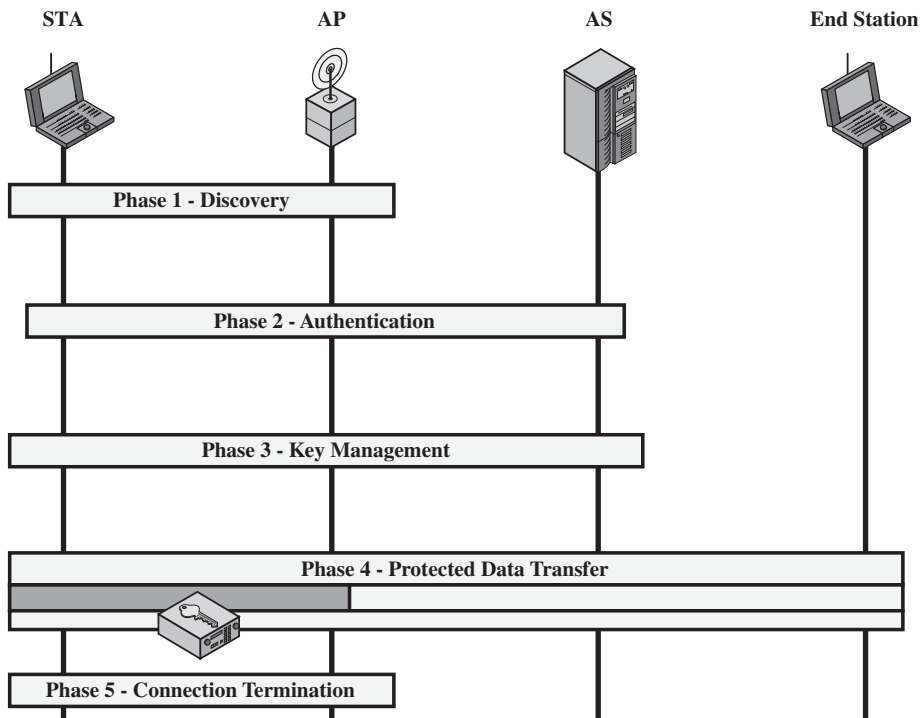 STA AP AS End Station
Phase 1 - Discovery
Phase 2 - Authentication
Phase 3 - Key Management
Phase 4 - Protected Data Transfer
Phase 5 - Connection Termination